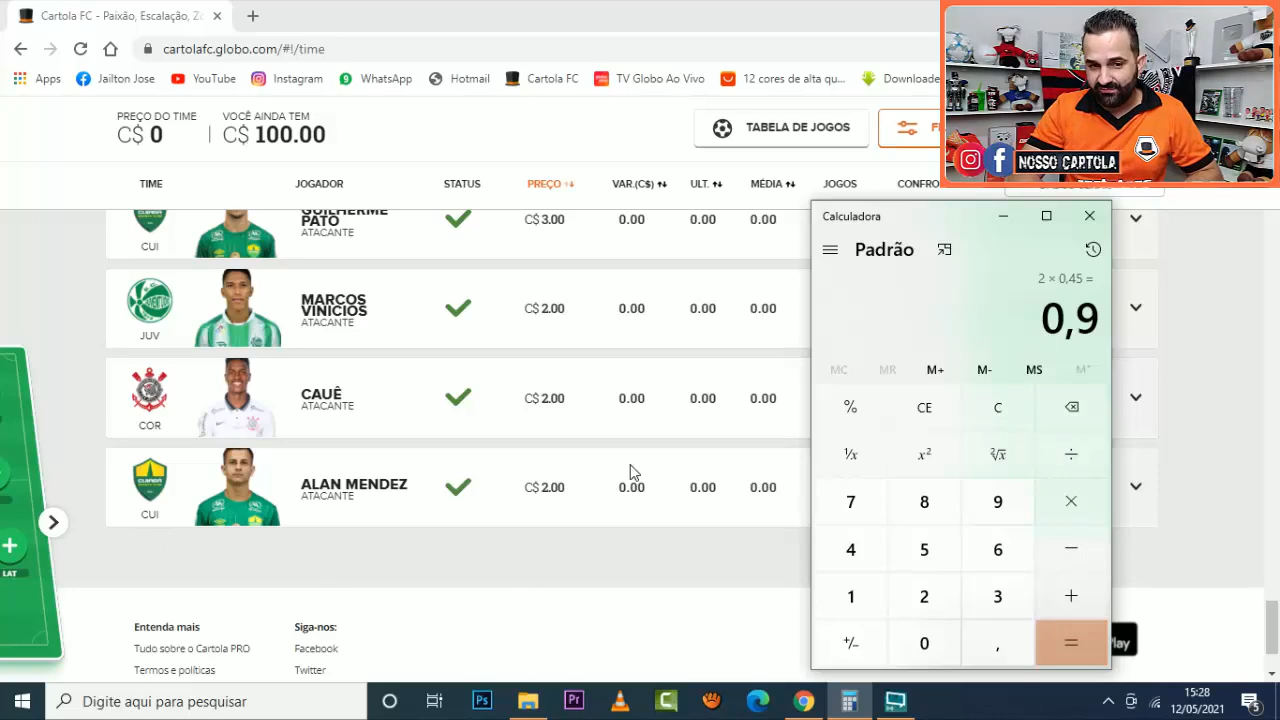 Cartola FC - Paixão, Escalação, Zo
cartolafc.globo.com/#!/time
Apps
Jailton Jose
YouTube
Instagram
9 WhatsApp
Hotmail
Cartola FC
TV Globo Ao Vivo
12 cores de alta qu...
Downloade
PREÇO DO TIME
C$ 0
VOCÊ AINDA TEM
C$ 100.00
TABELA DE JOGOS
NOSSO CARTOLA
TIME JOGADOR STATUS PREÇO VAR.(C$) ULT. MÉDIA JOGOS CONFRO
GUILHERME
PATO
ATACANTE
CUI
C$ 3.00 0.00 0.00 0.00
MARCOS
VINICIOS
ATACANTE
JUV
C$ 2.00 0.00 0.00 0.00
CAUÊ
ATACANTE
COR
C$ 2.00 0.00 0.00 0.00
ALAN MENDEZ
ATACANTE
CUI
C$ 2.00 0.00 0.00 0.00
LAT
Calculadora
Padrão
2 × 0,45 =
0,9
MC MR M+ M- MS M˅
% CE C
¹/x x² ²√x ÷
7 8 9 ×
4 5 6 −
1 2 3 +
+/− 0 , =
Entenda mais
Tudo sobre o Cartola PRO
Termos e políticas
Siga-nos:
Facebook
Twitter
Play
Digite aqui para pesquisar
Ps
Pr
15:28
12/05/2021
5